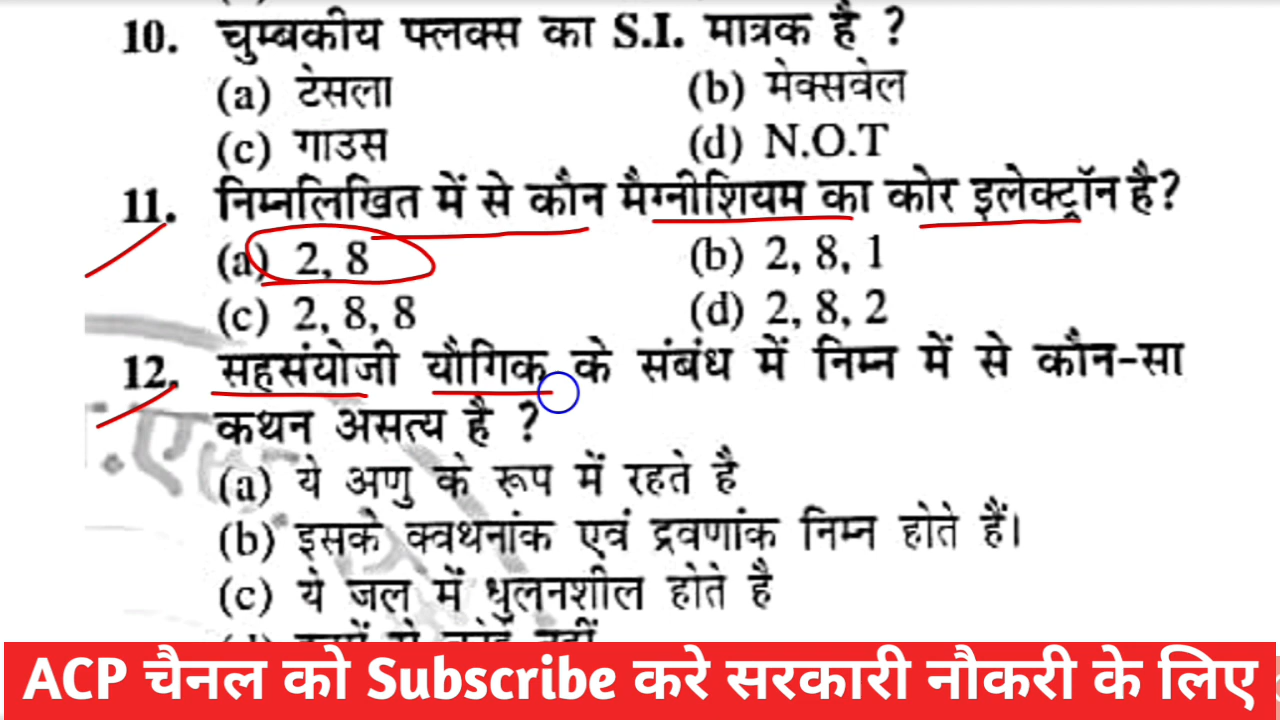 10. चुम्बकीय फ्लक्स का S.I. मात्रक है ?
(a) टेसला (b) मेक्सवेल
(c) गाउस (d) N.O.T
11. निम्नलिखित में से कौन मैग्नीशियम का कोर इलेक्ट्रॉन है?
(a) 2, 8 (b) 2, 8, 1
(c) 2, 8, 8 (d) 2, 8, 2
12. सहसंयोजी यौगिक के संबंध में निम्न में से कौन-सा
कथन असत्य है ?
(a) ये अणु के रूप में रहते है
(b) इसके क्वथनांक एवं द्रवणांक निम्न होते हैं।
(c) ये जल में धुलनशील होते है
ACP चैनल को Subscribe करे सरकारी नौकरी के लिए